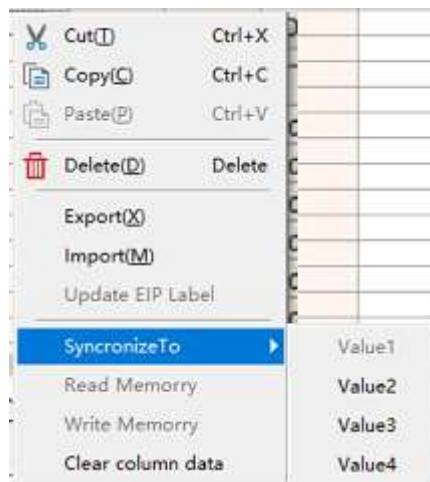 Cut(T) Ctrl+X
Copy(C) Ctrl+C
Paste(P) Ctrl+V
Delete(D) Delete
Export(X)
Import(M)
Update EIP Label
SyncronizeTo Value1
Read Memorry Value2
Write Memorry Value3
Clear column data Value4